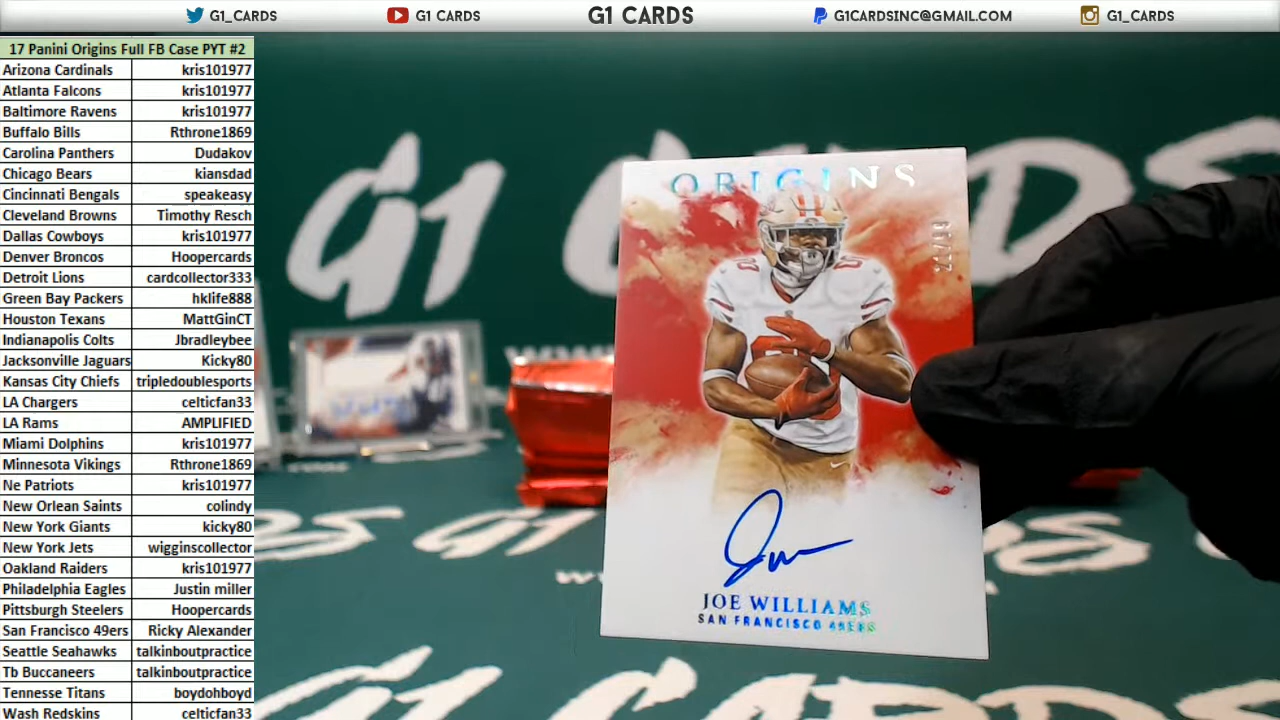 G1_CARDS
G1 CARDS
G1 CARDS
G1CARDSINC@GMAIL.COM
G1_CARDS
17 Panini Origins Full FB Case PYT #2
Arizona Cardinals kris101977
Atlanta Falcons kris101977
Baltimore Ravens kris101977
Buffalo Bills Rthrone1869
Carolina Panthers Dudakov
Chicago Bears kiansdad
Cincinnati Bengals speakeasy
Cleveland Browns Timothy Resch
Dallas Cowboys kris101977
Denver Broncos Hoopercards
Detroit Lions cardcollector333
Green Bay Packers hklife888
Houston Texans MattGinCT
Indianapolis Colts Jbradleybee
Jacksonville Jaguars Kicky80
Kansas City Chiefs tripledoublesports
LA Chargers celticfan33
LA Rams AMPLIFIED
Miami Dolphins kris101977
Minnesota Vikings Rthrone1869
Ne Patriots kris101977
New Orlean Saints colindy
New York Giants kicky80
New York Jets wigginscollector
Oakland Raiders kris101977
Philadelphia Eagles Justin miller
Pittsburgh Steelers Hoopercards
San Francisco 49ers Ricky Alexander
Seattle Seahawks talkinboutpractice
Tb Buccaneers talkinboutpractice
Tennesse Titans boydohboyd
Wash Redskins celticfan33
G1 CARDS
ORIGINS
JOE WILLIAMS
SAN FRANCISCO 49ERS
G1
G1 CARDS